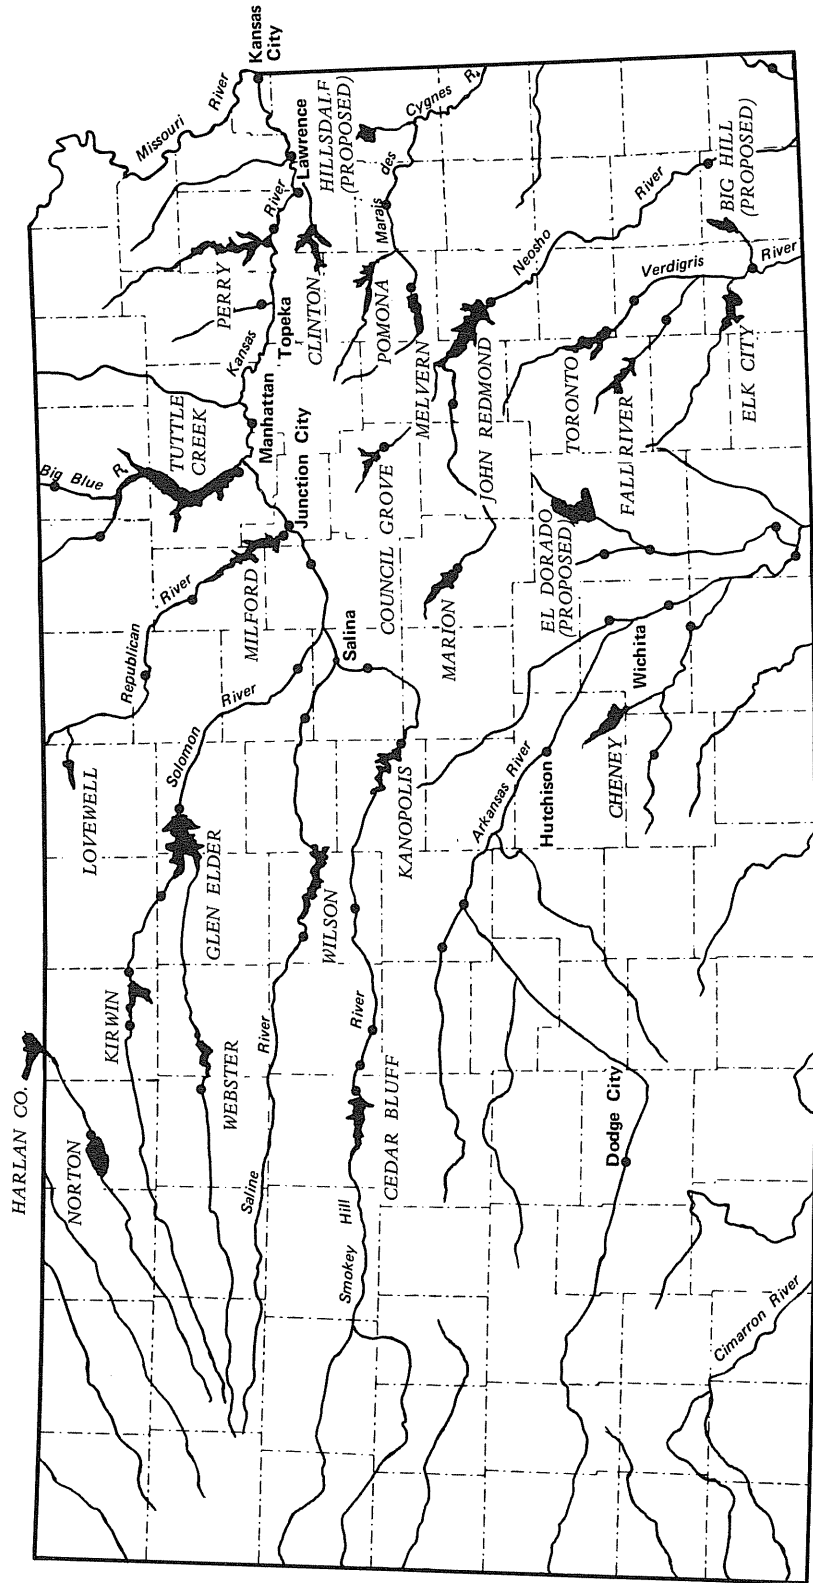 HARLAN CO.
NORTON
KIRWIN
WEBSTER
LOVEWELL
GLEN ELDER
Solomon
River
Republican
River
MILFORD
Big Blue R.
TUTTLE
CREEK
Manhattan
Junction City
Kansas
River
Topeka
PERRY
Lawrence
Missouri
River
Kansas
City
CLINTON
HILLSDALF
(PROPOSED)
Saline
River
WILSON
Salina
Smokey
Hill
River
CEDAR BLUFF
KANOPOLIS
COUNCIL GROVE
POMONA
MELVERN
Marais
des
Cygnes
R.
MARION
JOHN REDMOND
Neosho
River
Arkansas River
Hutchison
Dodge City
CHENEY
Wichita
EL DORADO
(PROPOSED)
TORONTO
FALL RIVER
Verdigris
River
ELK CITY
BIG HILL
(PROPOSED)
Cimarron River